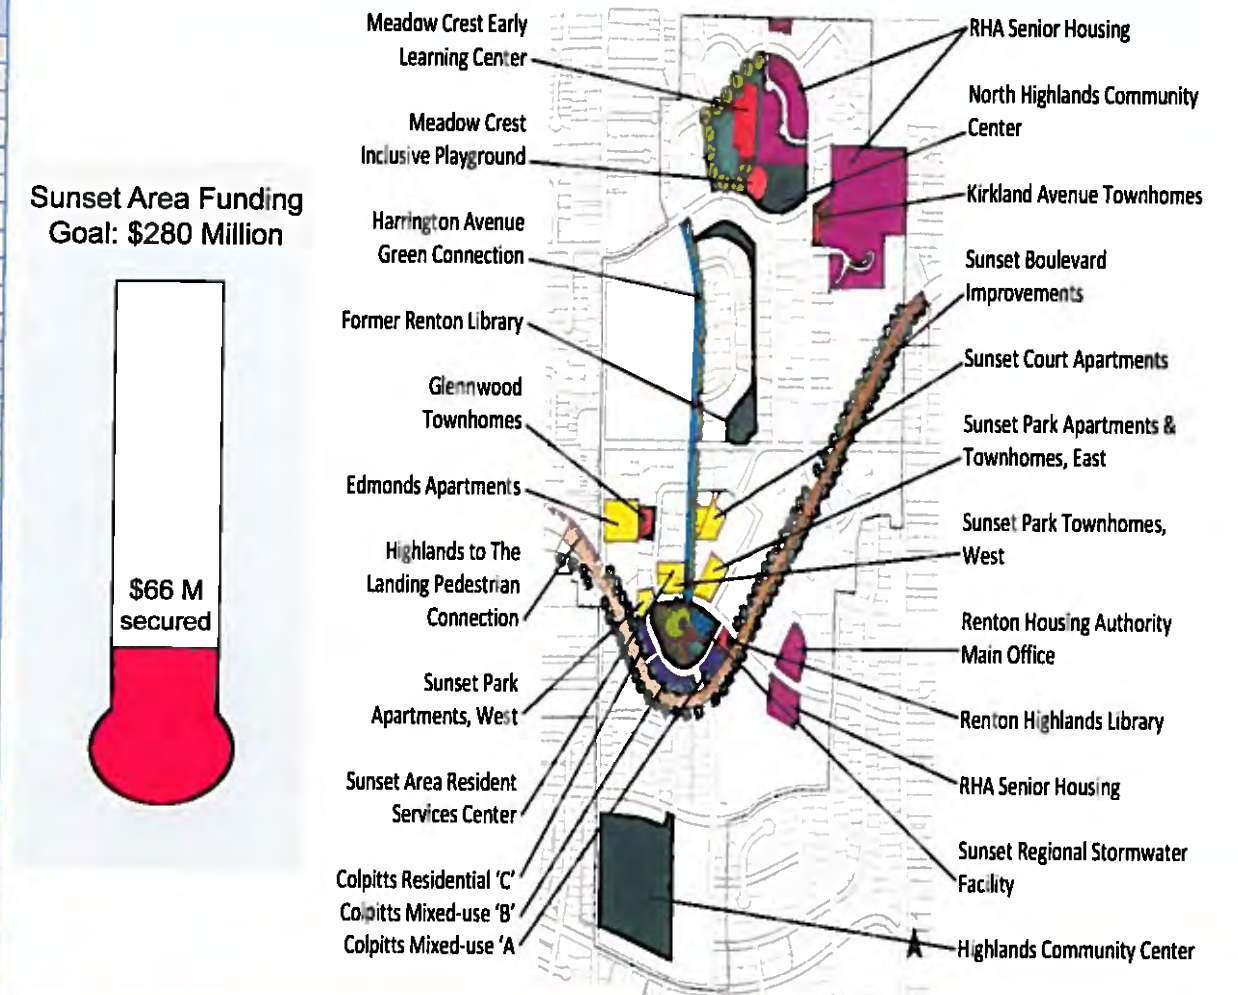 Sunset Area Funding
Goal: $280 Million
$66 M
secured
Meadow Crest Early
Learning Center
Meadow Crest
Inclusive Playground
Harrington Avenue
Green Connection
Former Renton Library
Glennwood
Townhomes
Edmonds Apartments
Highlands to The
Landing Pedestrian
Connection
Sunset Park
Apartments, West
Sunset Area Resident
Services Center
Colpitts Residential 'C'
Colpitts Mixed-use 'B'
Colpitts Mixed-use 'A
RHA Senior Housing
North Highlands Community
Center
Kirkland Avenue Townhomes
Sunset Boulevard
Improvements
Sunset Court Apartments
Sunset Park Apartments &
Townhomes, East
Sunset Park Townhomes,
West
Renton Housing Authority
Main Office
Renton Highlands Library
RHA Senior Housing
Sunset Regional Stormwater
Facility
Highlands Community Center